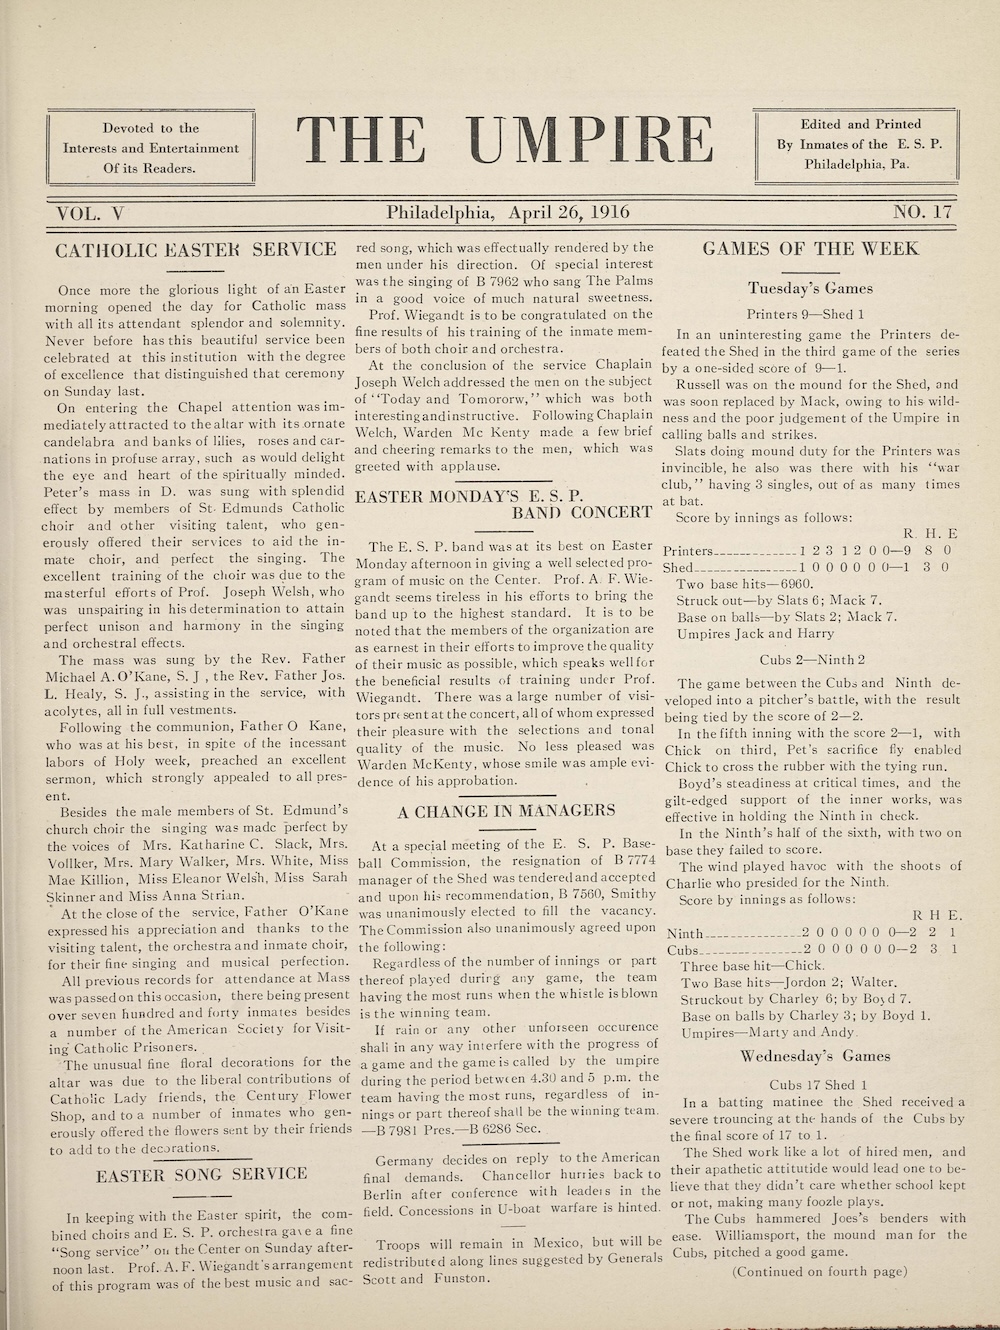 Devoted to the
Interests and Entertainment
Of its Readers.
THE UMPIRE
Edited and Printed
By Inmates of the E. S. P.
Philadelphia, Pa.
VOL. V
Philadelphia, April 26, 1916
NO. 17
CATHOLIC EASTER SERVICE
Once more the glorious light of an Easter
morning opened the day for Catholic mass
with all its attendant splendor and solemnity.
Never before has this beautiful service been
celebrated at this institution with the degree
of excellence that distinguished that ceremony
on Sunday last.
On entering the Chapel attention was im-
mediately attracted to the altar with its ornate
candelabra and banks of lilies, roses and car-
nations in profuse array, such as would delight
the eye and heart of the spiritually minded.
Peter's mass in D. was sung with splendid
effect by members of St. Edmunds Catholic
choir and other visiting talent, who gen-
erously offered their services to aid the in-
mate choir, and perfect the singing. The
excellent training of the choir was due to the
masterful efforts of Prof. Joseph Welsh, who
was unspairing in his determination to attain
perfect unison and harmony in the singing
and orchestral effects.
The mass was sung by the Rev. Father
Michael A. O'Kane, S. J , the Rev. Father Jos.
L. Healy, S. J., assisting in the service, with
acolytes, all in full vestments.
Following the communion, Father O Kane,
who was at his best, in spite of the incessant
labors of Holy week, preached an excellent
sermon, which strongly appealed to all pres-
ent.
Besides the male members of St. Edmund's
church choir the singing was made perfect by
the voices of Mrs. Katharine C. Slack, Mrs.
Vollker, Mrs. Mary Walker, Mrs. White, Miss
Mae Killion, Miss Eleanor Welsh, Miss Sarah
Skinner and Miss Anna Strian.
At the close of the service, Father O'Kane
expressed his appreciation and thanks to the
visiting talent, the orchestra and inmate choir,
for their fine singing and musical perfection.
All previous records for attendance at Mass
was passed on this occasion, there being present
over seven hundred and forty inmates besides
a number of the American Society for Visit-
ing Catholic Prisoners.
The unusual fine floral decorations for the
altar was due to the liberal contributions of
Catholic Lady friends, the Century Flower
Shop, and to a number of inmates who gen-
erously offered the flowers sent by their friends
to add to the decorations.
EASTER SONG SERVICE
In keeping with the Easter spirit, the com-
bined choirs and E. S. P. orchestra gave a fine
"Song service" on the Center on Sunday after-
noon last. Prof. A. F. Wiegandt's arrangement
of this program was of the best music and sac-
red song, which was effectually rendered by the
men under his direction. Of special interest
was the singing of B 7962 who sang The Palms
in a good voice of much natural sweetness.
Prof. Wiegandt is to be congratulated on the
fine results of his training of the inmate mem-
bers of both choir and orchestra.
At the conclusion of the service Chaplain
Joseph Welch addressed the men on the subject
of "Today and Tomororw," which was both
interesting and instructive. Following Chaplain
Welch, Warden Mc Kenty made a few brief
and cheering remarks to the men, which was
greeted with applause.
EASTER MONDAY'S E. S. P.
BAND CONCERT
The E. S. P. band was at its best on Easter
Monday afternoon in giving a well selected pro-
gram of music on the Center. Prof. A. F. Wie-
gandt seems tireless in his efforts to bring the
band up to the highest standard. It is to be
noted that the members of the organization are
as earnest in their efforts to improve the quality
of their music as possible, which speaks well for
the beneficial results of training under Prof.
Wiegandt. There was a large number of visi-
tors present at the concert, all of whom expressed
their pleasure with the selections and tonal
quality of the music. No less pleased was
Warden McKenty, whose smile was ample evi-
dence of his approbation.
A CHANGE IN MANAGERS
At a special meeting of the E. S. P. Base-
ball Commission, the resignation of B 7774
manager of the Shed was tendered and accepted
and upon his recommendation, B 7560, Smithy
was unanimously elected to fill the vacancy.
The Commission also unanimously agreed upon
the following:
Regardless of the number of innings or part
thereof played during any game, the team
having the most runs when the whistle is blown
is the winning team.
If rain or any other unforseen occurence
shall in any way interfere with the progress of
a game and the game is called by the umpire
during the period between 4.30 and 5 p.m. the
team having the most runs, regardless of in-
nings or part thereof shall be the winning team.
—B 7981 Pres.—B 6286 Sec.
Germany decides on reply to the American
final demands. Chancellor hurries back to
Berlin after conference with leaders in the
field. Concessions in U-boat warfare is hinted.
Troops will remain in Mexico, but will be
redistributed along lines suggested by Generals
Scott and Funston.
GAMES OF THE WEEK
Tuesday's Games
Printers 9—Shed 1
In an uninteresting game the Printers de-
feated the Shed in the third game of the series
by a one-sided score of 9—1.
Russell was on the mound for the Shed, and
was soon replaced by Mack, owing to his wild-
ness and the poor judgement of the Umpire in
calling balls and strikes.
Slats doing mound duty for the Printers was
invincible, he also was there with his "war
club," having 3 singles, out of as many times
at bat.
Score by innings as follows:
R. H. E
Printers-------------1 2 3 1 2 0 0—9 8 0
Shed-----------------1 0 0 0 0 0 0—1 3 0
Two base hits—6960.
Struck out—by Slats 6; Mack 7.
Base on balls—by Slats 2; Mack 7.
Umpires Jack and Harry
Cubs 2—Ninth 2
The game between the Cubs and Ninth de-
veloped into a pitcher's battle, with the result
being tied by the score of 2—2.
In the fifth inning with the score 2—1, with
Chick on third, Pet's sacrifice fly enabled
Chick to cross the rubber with the tying run.
Boyd's steadiness at critical times, and the
gilt-edged support of the inner works, was
effective in holding the Ninth in check.
In the Ninth's half of the sixth, with two on
base they failed to score.
The wind played havoc with the shoots of
Charlie who presided for the Ninth.
Score by innings as follows:
R H E.
Ninth----------------2 0 0 0 0 0 0—2 2 1
Cubs-----------------2 0 0 0 0 0 0—2 3 1
Three base hit—Chick.
Two Base hits—Jordon 2; Walter.
Struckout by Charley 6; by Boyd 7.
Base on balls by Charley 3; by Boyd 1.
Umpires—Marty and Andy.
Wednesday's Games
Cubs 17 Shed 1
In a batting matinee the Shed received a
severe trouncing at the hands of the Cubs by
the final score of 17 to 1.
The Shed work like a lot of hired men, and
their apathetic attitutide would lead one to be-
lieve that they didn't care whether school kept
or not, making many foozle plays.
The Cubs hammered Joes's benders with
ease. Williamsport, the mound man for the
Cubs, pitched a good game.
(Continued on fourth page)